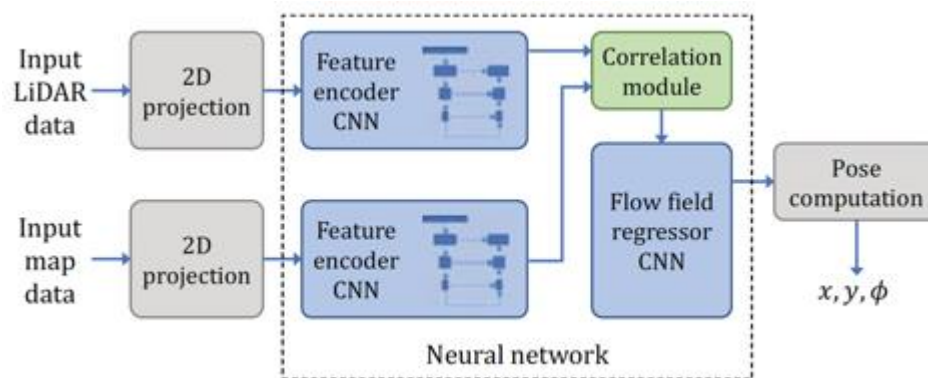 Input
LiDAR
data
2D
projection
Feature
encoder
CNN
Correlation
module
Input
map
data
2D
projection
Feature
encoder
CNN
Flow field
regressor
CNN
Pose
computation
x, y, ϕ
Neural network